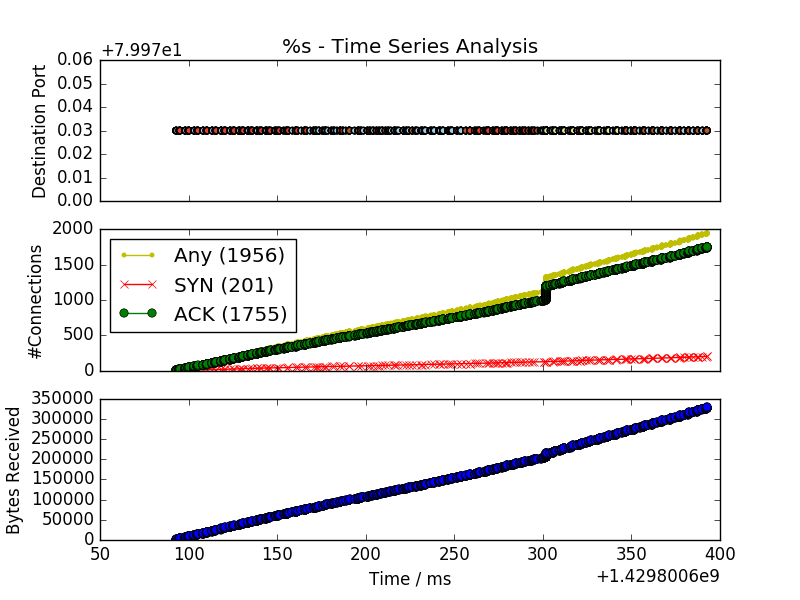 %s - Time Series Analysis
+7.997e1
0.06
0.05
0.04
0.03
0.02
0.01
0.00
Destination Port
2000
1500
1000
500
0
#Connections
Any (1956)
SYN (201)
ACK (1755)
350000
300000
250000
200000
150000
100000
50000
0
Bytes Received
50 100 150 200 250 300 350 400
Time / ms
+1.4298006e9